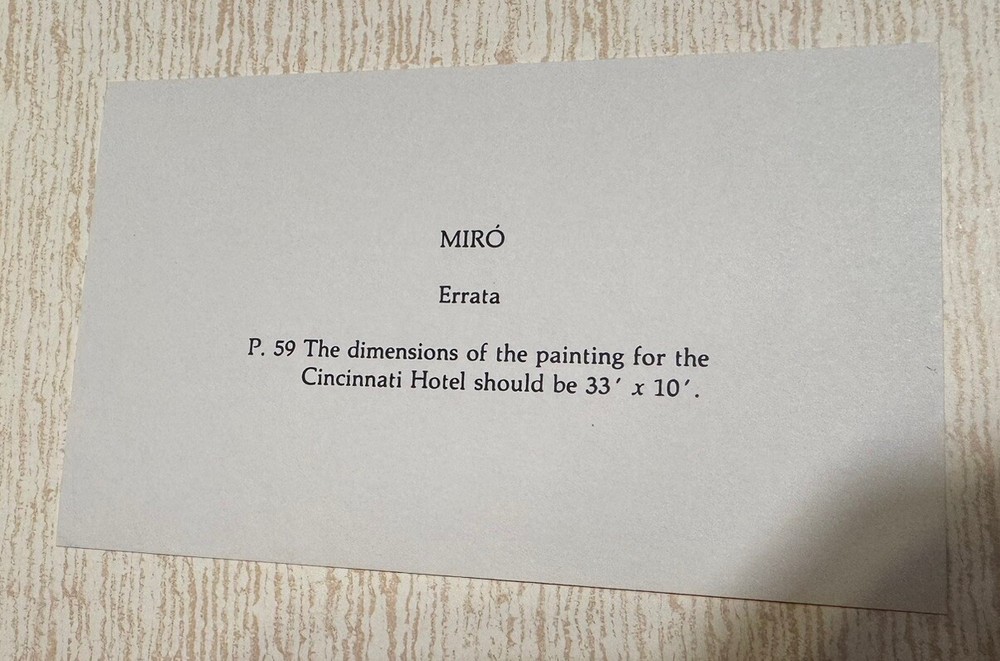 MIRÓ
Errata
P. 59 The dimensions of the painting for the
Cincinnati Hotel should be 33′ x 10′.